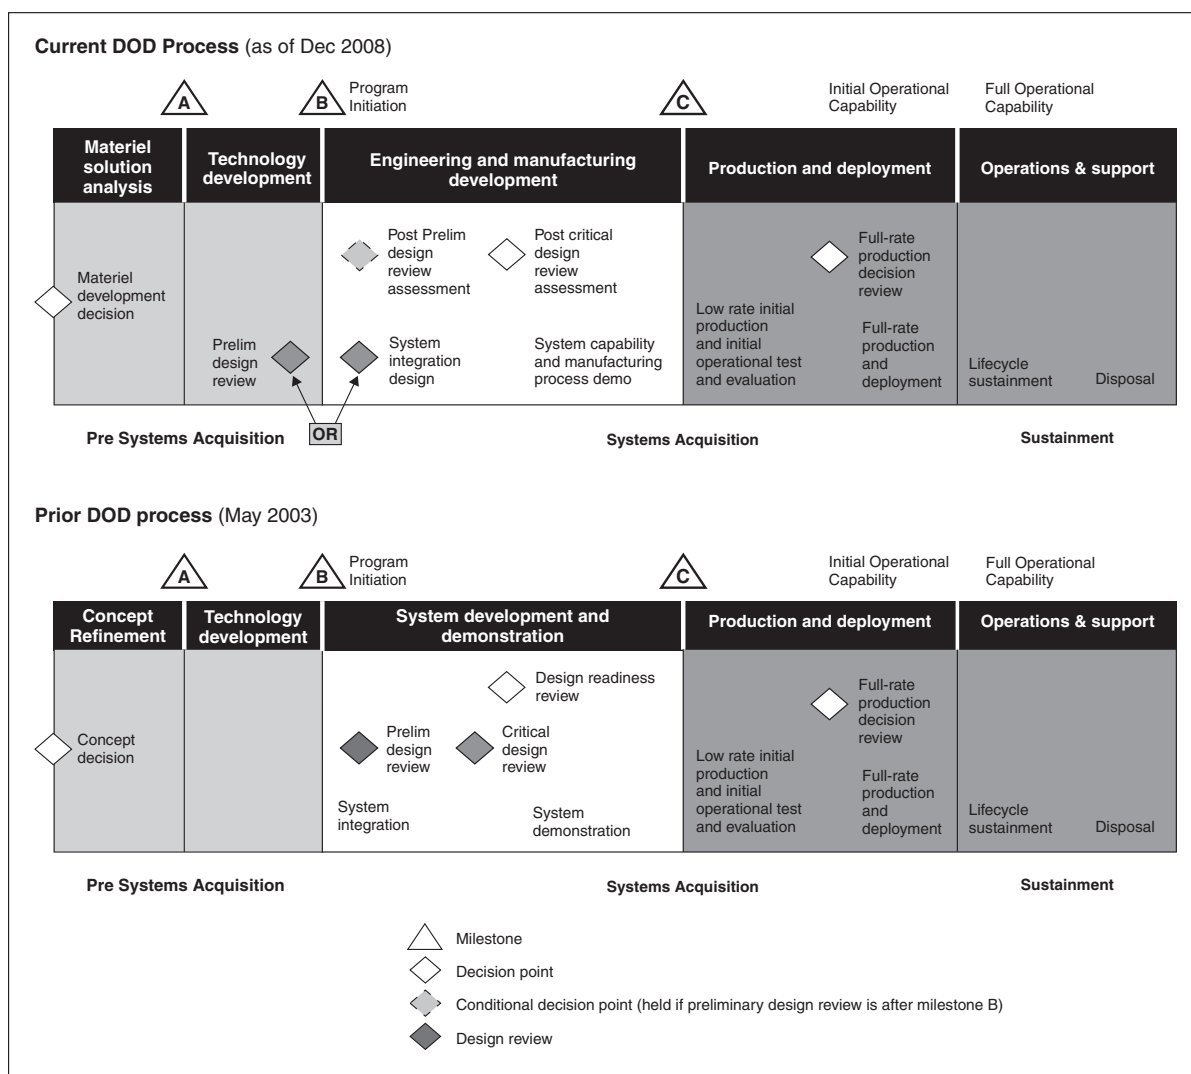 Current DOD Process (as of Dec 2008)
A
B
Program
Initiation
C
Initial Operational
Capability
Full Operational
Capability
Materiel
solution
analysis
Technology
development
Engineering and manufacturing
development
Production and deployment
Operations & support
Materiel
development
decision
Prelim
design
review
Post Prelim
design
review
assessment
Post critical
design
review
assessment
System
integration
design
System capability
and manufacturing
process demo
Low rate initial
production
and initial
operational test
and evaluation
Full-rate
production
decision
review
Full-rate
production
and
deployment
Lifecycle
sustainment
Disposal
Pre Systems Acquisition
OR
Systems Acquisition
Sustainment
Prior DOD process (May 2003)
A
B
Program
Initiation
C
Initial Operational
Capability
Full Operational
Capability
Concept
Refinement
Technology
development
System development and
demonstration
Production and deployment
Operations & support
Concept
decision
Design readiness
review
Prelim
design
review
Critical
design
review
System
integration
System
demonstration
Low rate initial
production
and initial
operational test
and evaluation
Full-rate
production
decision
review
Full-rate
production
and
deployment
Lifecycle
sustainment
Disposal
Pre Systems Acquisition
Systems Acquisition
Sustainment
Milestone
Decision point
Conditional decision point (held if preliminary design review is after milestone B)
Design review